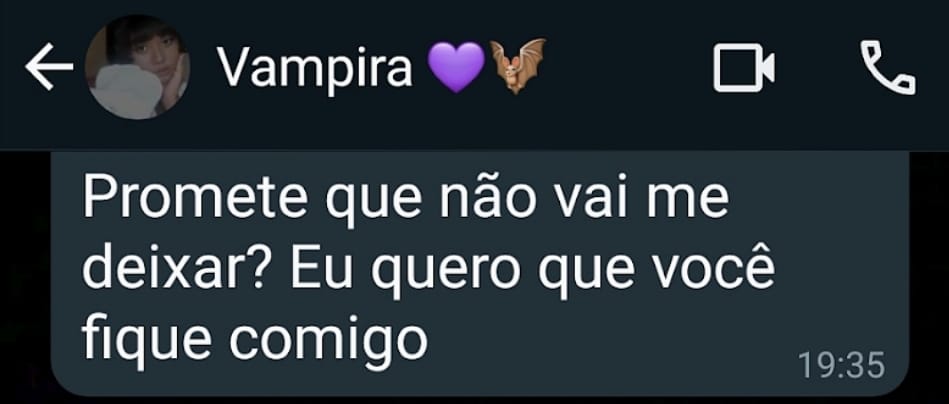 Vampira 💜🦇
Promete que não vai me
deixar? Eu quero que você
fique comigo
19:35